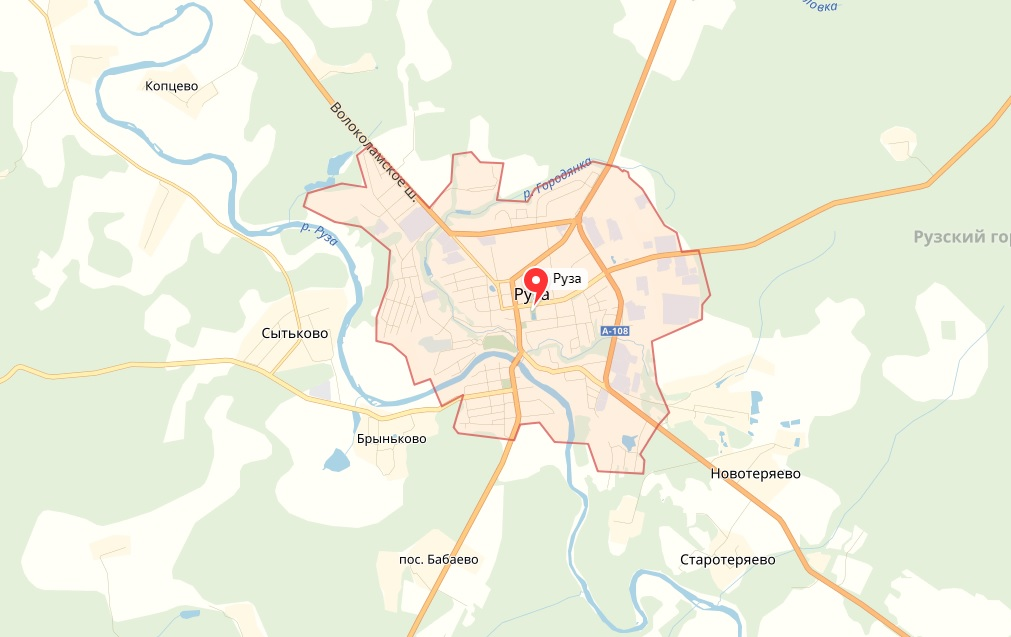 ловка
Копцево
Волоколамское ш.
р. Городянка
р. Руза
Рузский гор
Руза
Руза
А-108
Сытьково
Брыньково
Новотеряево
пос. Бабаево
Старотеряево